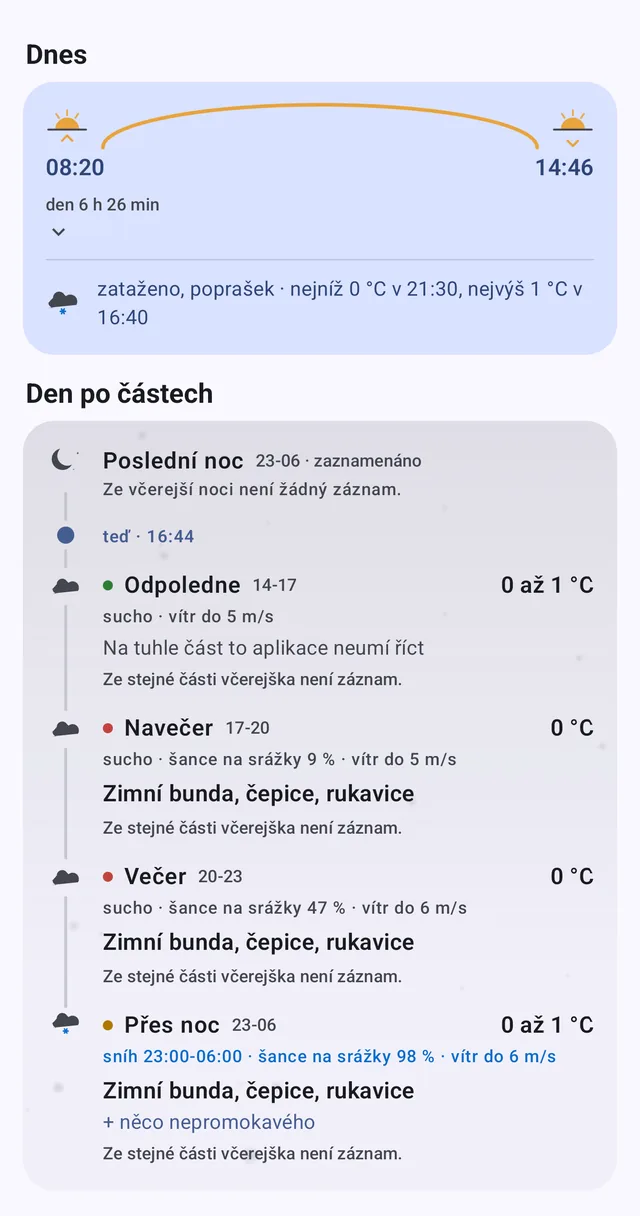 Dnes
08:20
14:46
den 6 h 26 min
zataženo, poprašek · nejníž 0 °C v 21:30, nejvýš 1 °C v
16:40
Den po částech
Poslední noc 23-06 · zaznamenáno
Ze včerejší noci není žádný záznam.
teď · 16:44
Odpoledne 14-17 0 až 1 °C
sucho · vítr do 5 m/s
Na tuhle část to aplikace neumí říct
Ze stejné části včerejška není záznam.
Navečer 17-20 0 °C
sucho · šance na srážky 9 % · vítr do 5 m/s
Zimní bunda, čepice, rukavice
Ze stejné části včerejška není záznam.
Večer 20-23 0 °C
sucho · šance na srážky 47 % · vítr do 6 m/s
Zimní bunda, čepice, rukavice
Ze stejné části včerejška není záznam.
Přes noc 23-06 0 až 1 °C
sníh 23:00-06:00 · šance na srážky 98 % · vítr do 6 m/s
Zimní bunda, čepice, rukavice
+ něco nepromokavého
Ze stejné části včerejška není záznam.